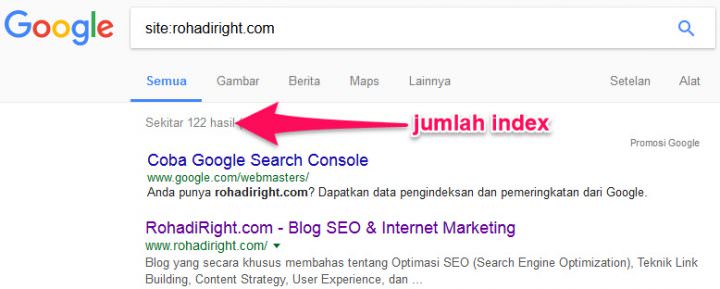 Google
site:rohadiright.com
Semua Gambar Berita Maps Lainnya Setelan Alat
Sekitar 122 hasil
jumlah index
Promosi Google
Coba Google Search Console
www.google.com/webmasters/
Anda punya rohadiright.com? Dapatkan data pengindeksan dan pemeringkatan dari Google.
RohadiRight.com - Blog SEO & Internet Marketing
www.rohadiright.com/
Blog yang secara khusus membahas tentang Optimasi SEO (Search Engine Optimization), Teknik Link
Building, Content Strategy, User Experience, dan ...